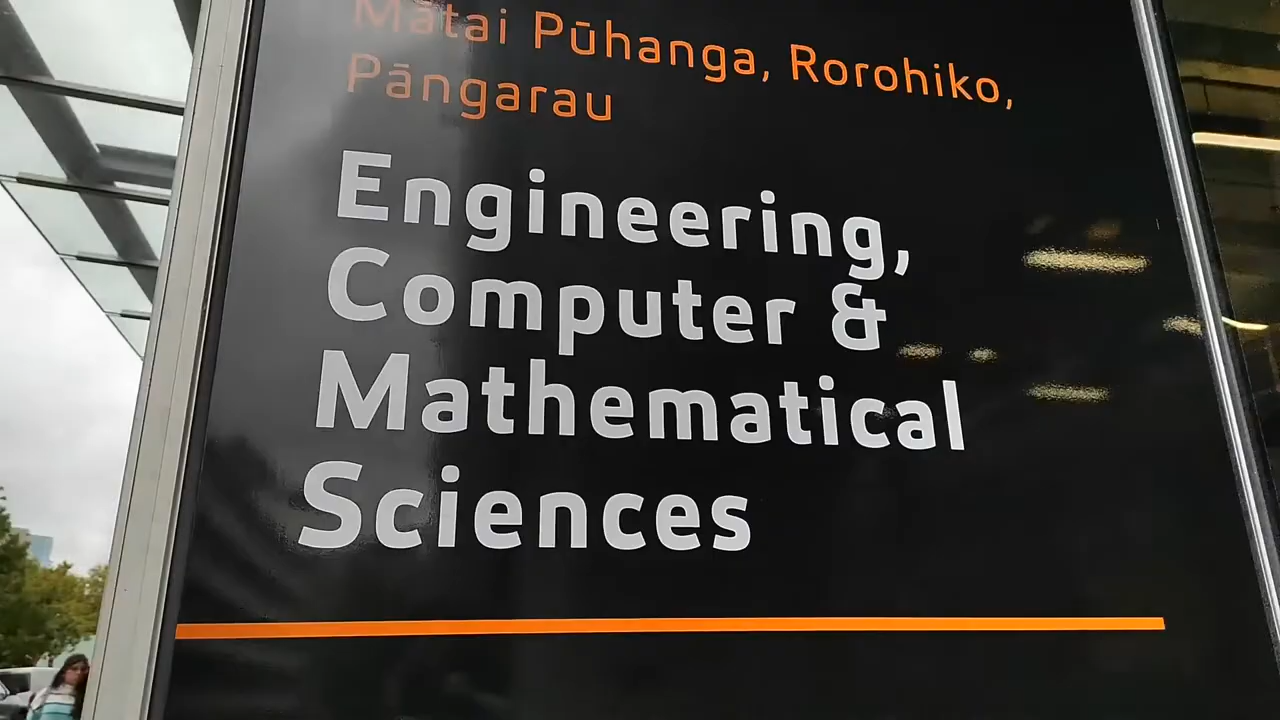 Mātai Pūhanga, Rorohiko,
Pāngarau
Engineering,
Computer &
Mathematical
Sciences